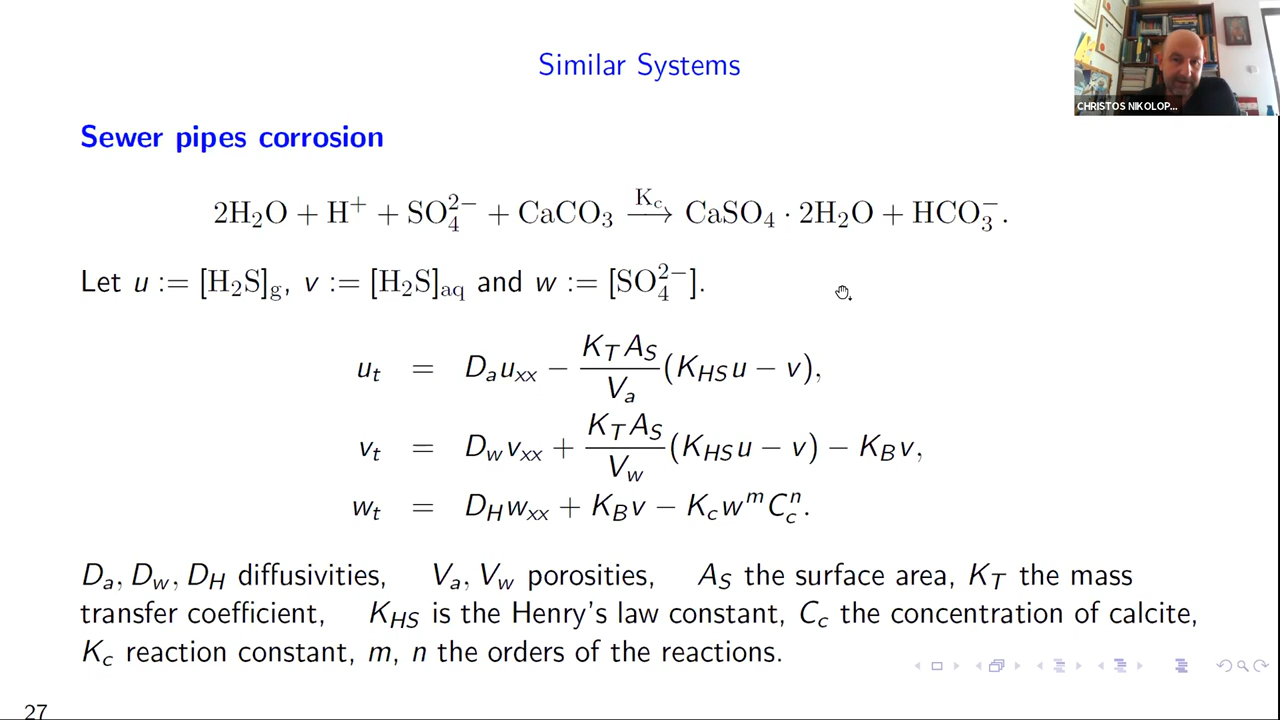 Similar Systems
CHRISTOS NIKOLOP...
Sewer pipes corrosion
2H₂O + H⁺ + SO₄²⁻ + CaCO₃ —K_c→ CaSO₄ · 2H₂O + HCO₃⁻.
Let u := [H₂S]_g, v := [H₂S]_aq and w := [SO₄²⁻].
u_t = D_a u_xx − (K_T A_S / V_a)(K_HS u − v),
v_t = D_w v_xx + (K_T A_S / V_w)(K_HS u − v) − K_B v,
w_t = D_H w_xx + K_B v − K_c w^m C_c^n.
D_a, D_w, D_H diffusivities, V_a, V_w porosities, A_S the surface area, K_T the mass
transfer coefficient, K_HS is the Henry's law constant, C_c the concentration of calcite,
K_c reaction constant, m, n the orders of the reactions.
27